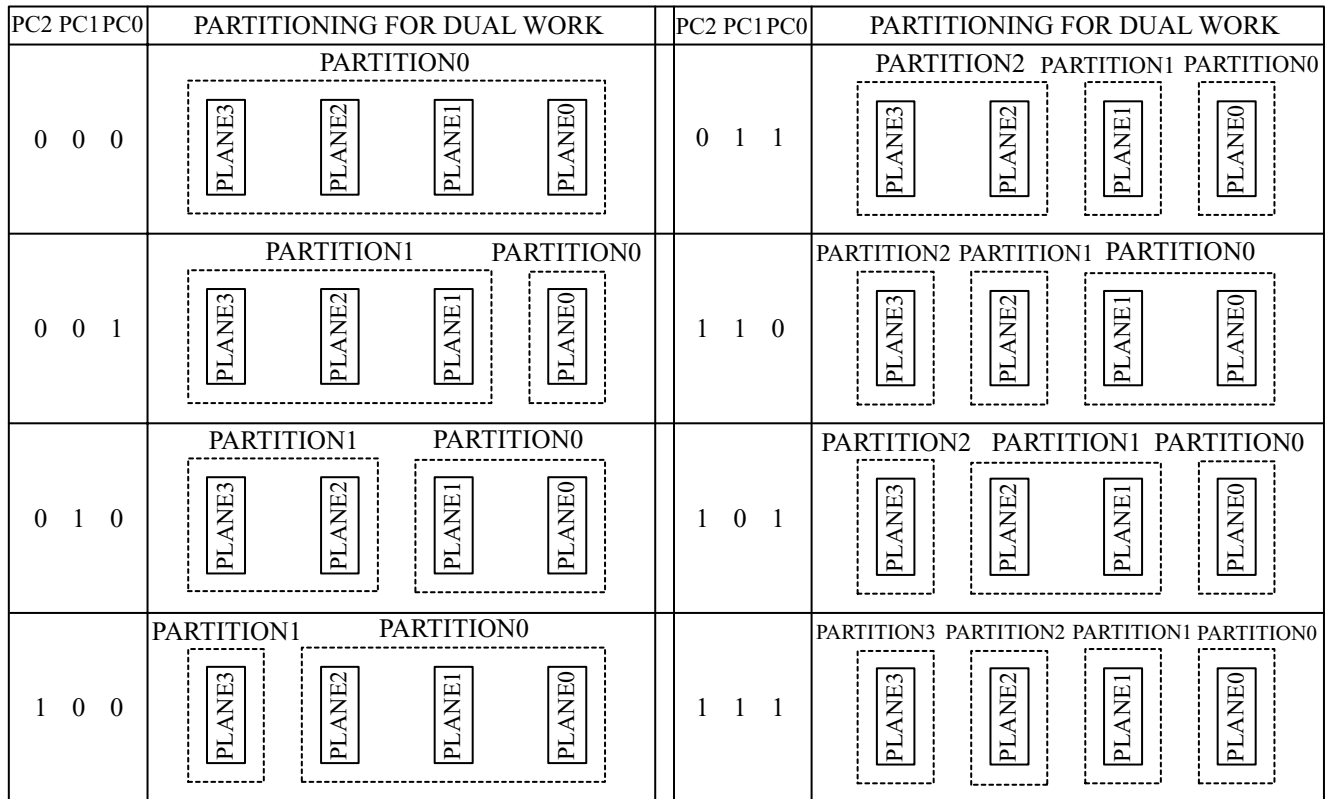 PC2 PC1 PC0 PARTITIONING FOR DUAL WORK PC2 PC1 PC0 PARTITIONING FOR DUAL WORK
PARTITION0
0 0 0 PLANE3 PLANE2 PLANE1 PLANE0
PARTITION2 PARTITION1 PARTITION0
0 1 1 PLANE3 PLANE2 PLANE1 PLANE0
PARTITION1 PARTITION0
0 0 1 PLANE3 PLANE2 PLANE1 PLANE0
PARTITION2 PARTITION1 PARTITION0
1 1 0 PLANE3 PLANE2 PLANE1 PLANE0
PARTITION1 PARTITION0
0 1 0 PLANE3 PLANE2 PLANE1 PLANE0
PARTITION2 PARTITION1 PARTITION0
1 0 1 PLANE3 PLANE2 PLANE1 PLANE0
PARTITION1 PARTITION0
1 0 0 PLANE3 PLANE2 PLANE1 PLANE0
PARTITION3 PARTITION2 PARTITION1 PARTITION0
1 1 1 PLANE3 PLANE2 PLANE1 PLANE0